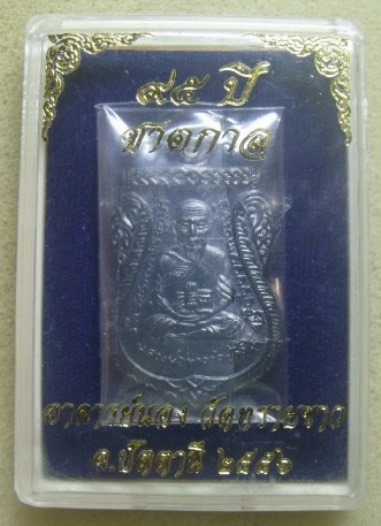 ๙๕ ปี
ชาตกาล
อาจารย์นอง วัดทรายขาว
จ.ปัตตานี ๒๕๕๖